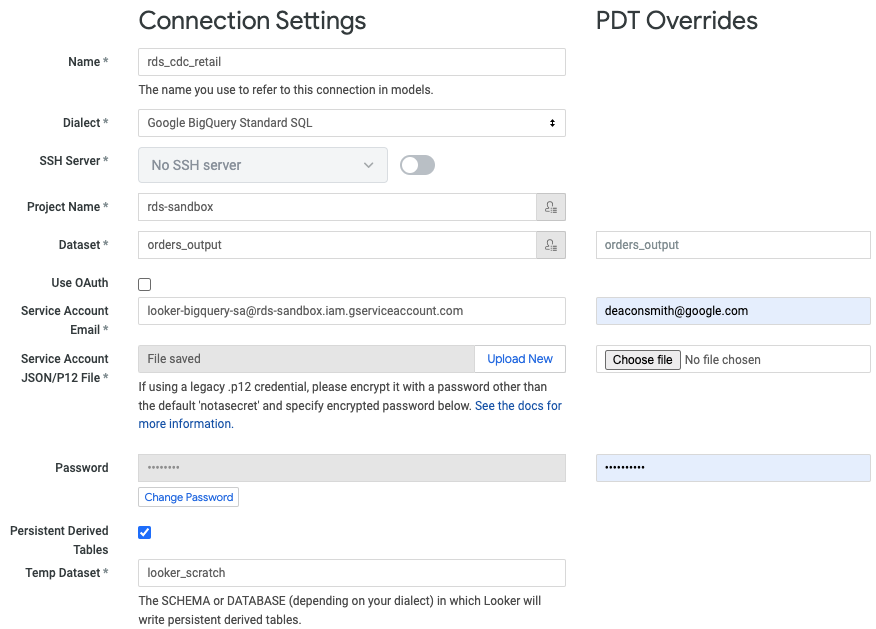 Connection Settings
PDT Overrides
Name *
rds_cdc_retail
The name you use to refer to this connection in models.
Dialect *
Google BigQuery Standard SQL
SSH Server *
No SSH server
Project Name *
rds-sandbox
Dataset *
orders_output
orders_output
Use OAuth
Service Account
Email *
looker-bigquery-sa@rds-sandbox.iam.gserviceaccount.com
deaconsmith@google.com
Service Account
JSON/P12 File *
File saved
Upload New
Choose file No file chosen
If using a legacy .p12 credential, please encrypt it with a password other than
the default 'notasecret' and specify encrypted password below. See the docs for
more information.
Password
••••••••
••••••••••
Change Password
Persistent Derived
Tables
Temp Dataset *
looker_scratch
The SCHEMA or DATABASE (depending on your dialect) in which Looker will
write persistent derived tables.